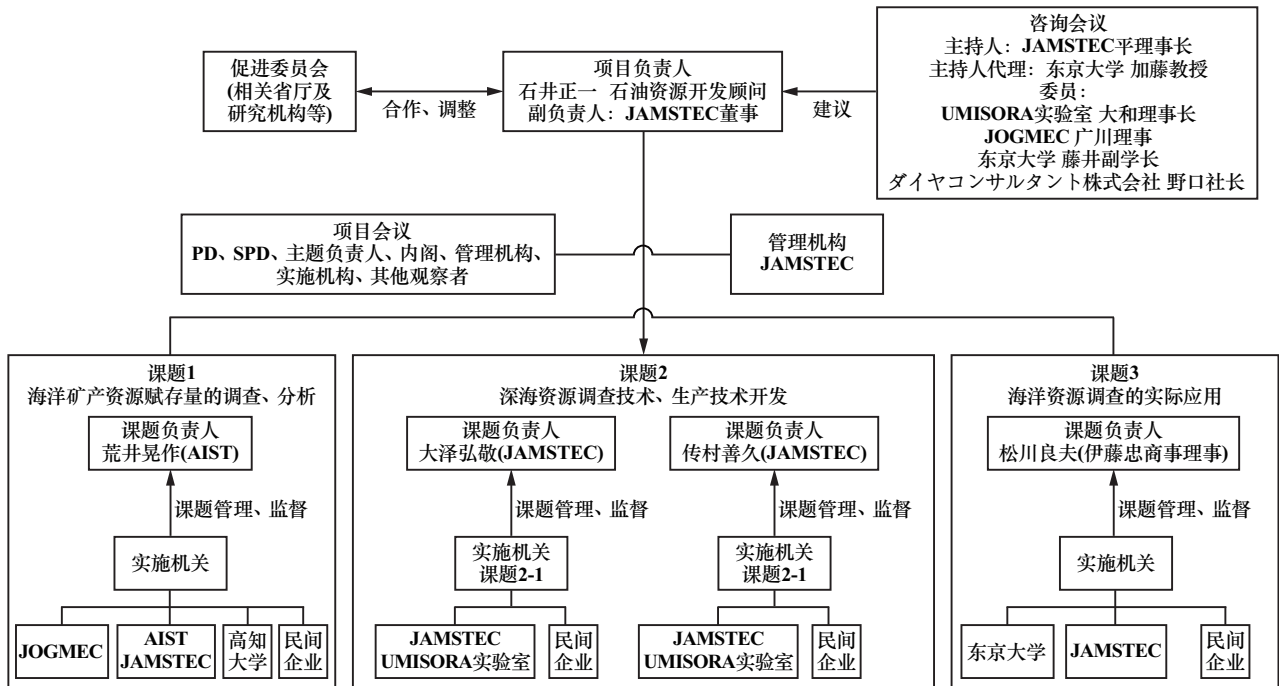 促进委员会
(相关省厅及
研究机构等)
合作、调整
项目负责人
石井正一 石油资源开发顾问
副负责人：JAMSTEC董事
建议
咨询会议
主持人：JAMSTEC平理事长
主持人代理：东京大学 加藤教授
委员：
UMISORA实验室 大和理事长
JOGMEC 广川理事
东京大学 藤井副学长
ダイヤコンサルタント株式会社 野口社长
项目会议
PD、SPD、主题负责人、内阁、管理机构、
实施机构、其他观察者
管理机构
JAMSTEC
课题1
海洋矿产资源赋存量的调查、分析
课题负责人
荒井晃作(AIST)
课题管理、监督
实施机关
JOGMEC
AIST
JAMSTEC
高知
大学
民间
企业
课题2
深海资源调查技术、生产技术开发
课题负责人
大泽弘敬(JAMSTEC)
课题管理、监督
实施机关
课题2-1
JAMSTEC
UMISORA实验室
民间
企业
课题负责人
传村善久(JAMSTEC)
课题管理、监督
实施机关
课题2-1
JAMSTEC
UMISORA实验室
民间
企业
课题3
海洋资源调查的实际应用
课题负责人
松川良夫(伊藤忠商事理事)
课题管理、监督
实施机关
东京大学
JAMSTEC
民间
企业